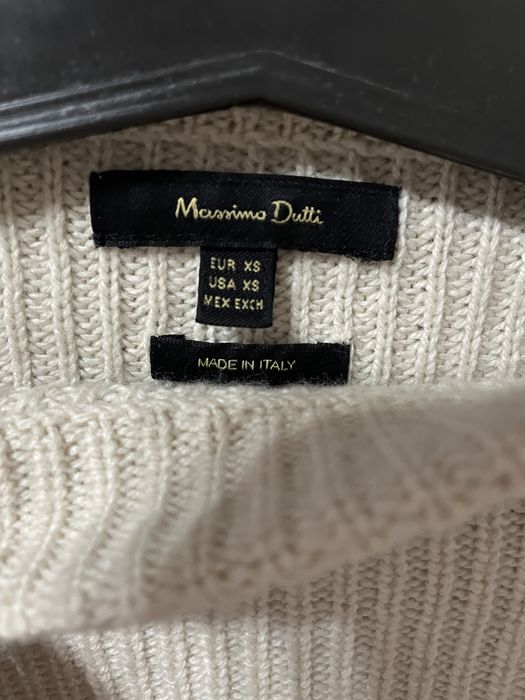 Massimo Dutti
EUR XS
USA XS
MEX EXCH
MADE IN ITALY